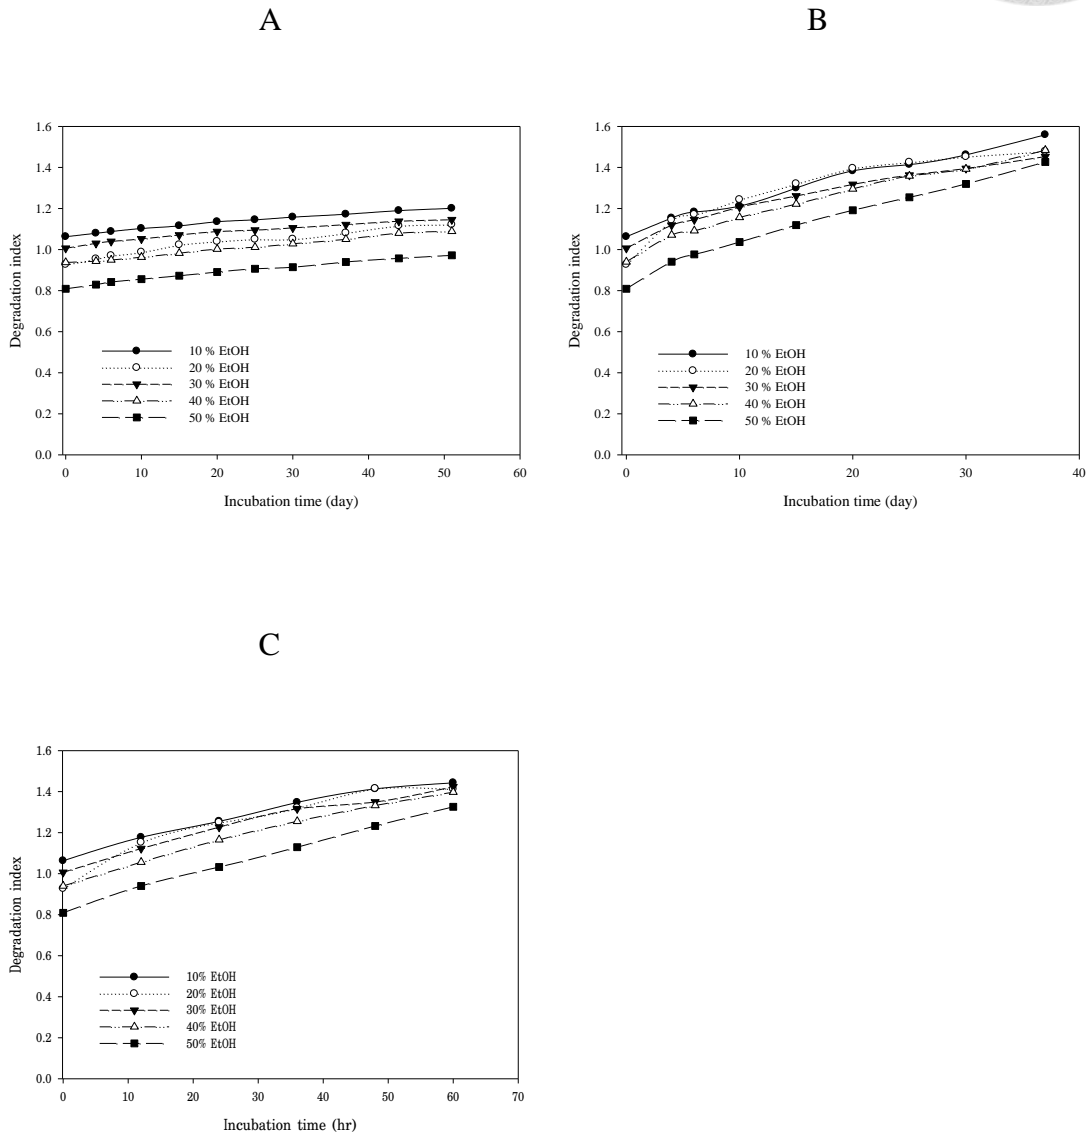 A
B
1.6
1.4
1.2
1.0
0.8
0.6
0.4
0.2
0.0
Degradation index
10 % EtOH
20 % EtOH
30 % EtOH
40 % EtOH
50 % EtOH
0 10 20 30 40 50 60
Incubation time (day)
1.6
1.4
1.2
1.0
0.8
0.6
0.4
0.2
0.0
Degradation index
10 % EtOH
20 % EtOH
30 % EtOH
40 % EtOH
50 % EtOH
0 10 20 30 40
Incubation time (day)
C
1.6
1.4
1.2
1.0
0.8
0.6
0.4
0.2
0.0
Degradation index
10% EtOH
20% EtOH
30% EtOH
40% EtOH
50% EtOH
0 10 20 30 40 50 60 70
Incubation time (hr)